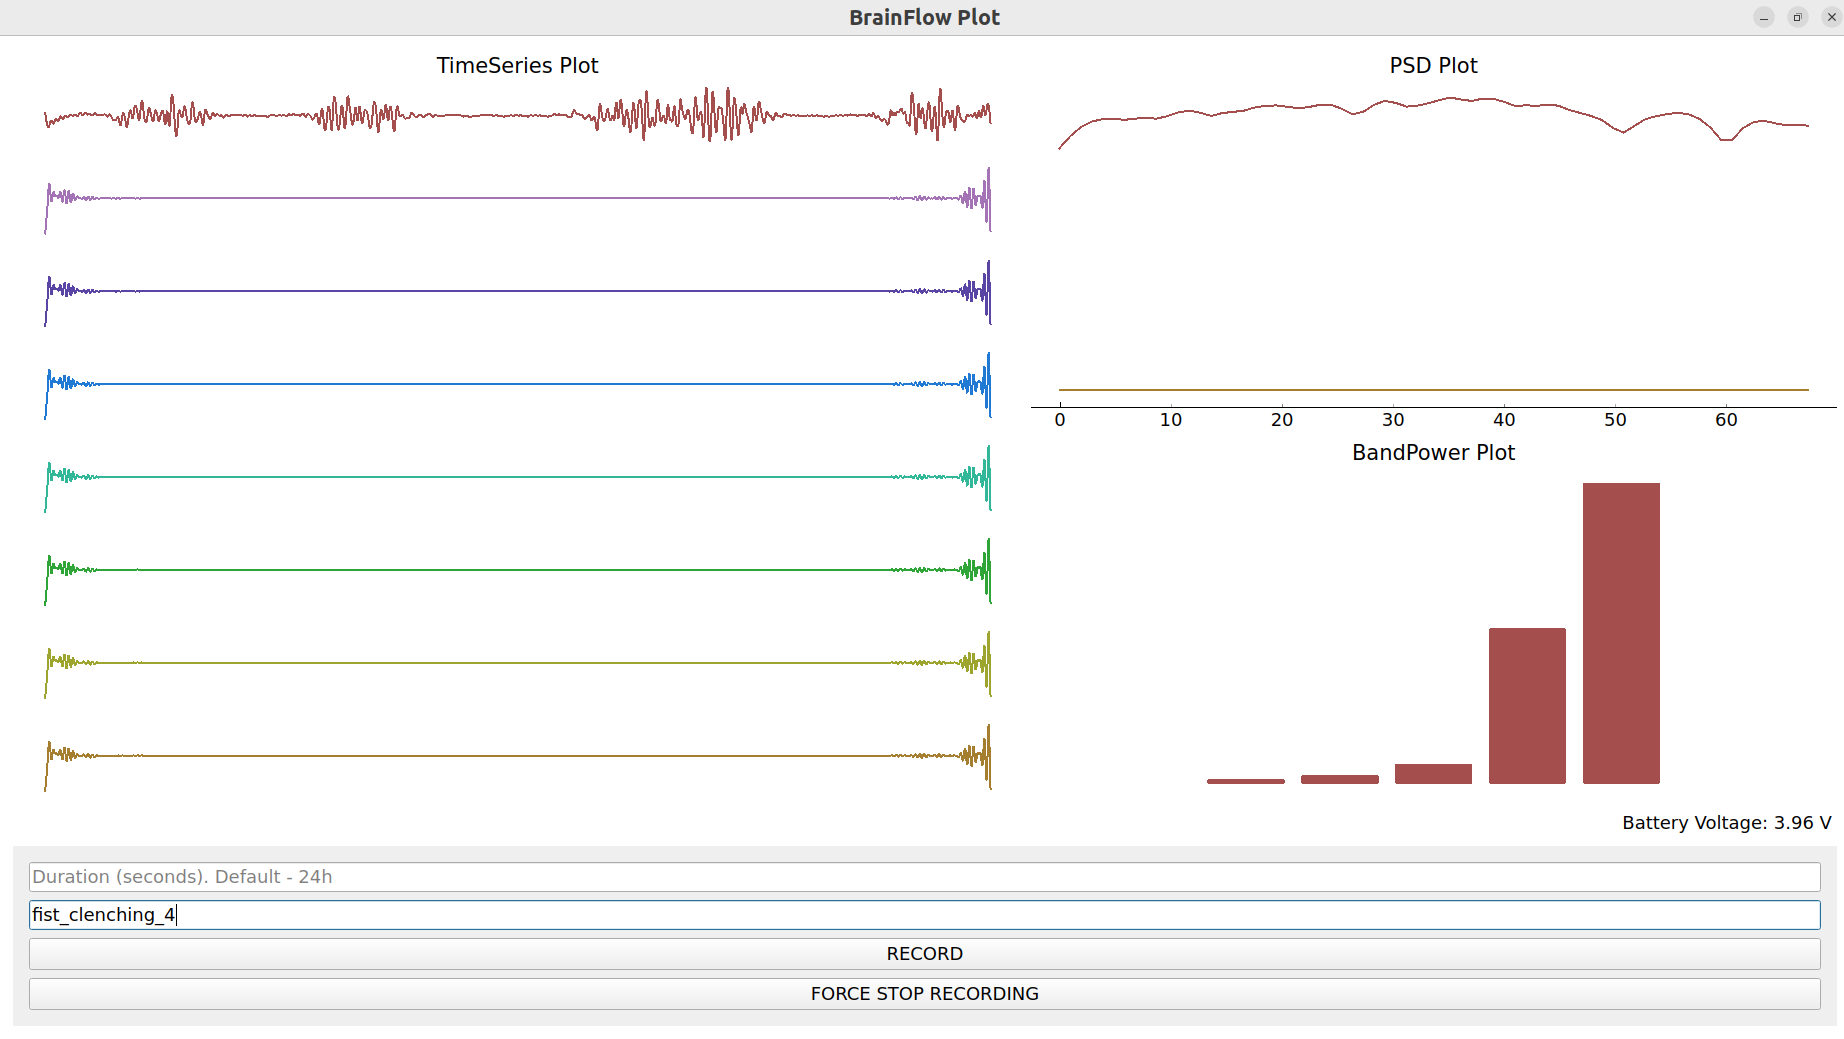 BrainFlow Plot
TimeSeries Plot
PSD Plot
0 10 20 30 40 50 60
BandPower Plot
Battery Voltage: 3.96 V
Duration (seconds). Default - 24h
fist_clenching_4
RECORD
FORCE STOP RECORDING